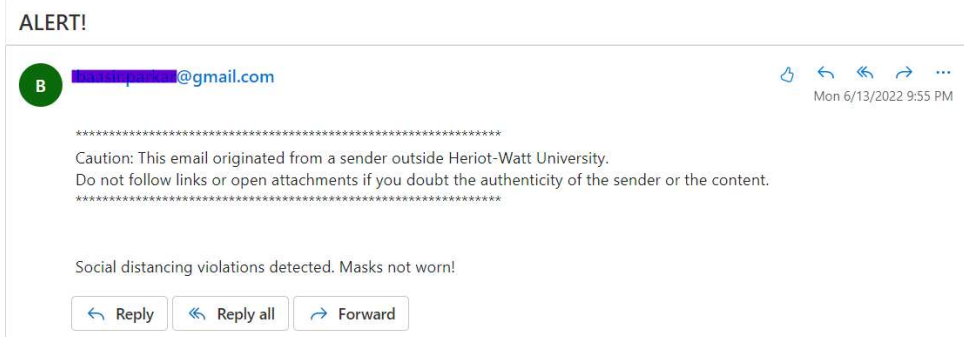 ALERT!
B
@gmail.com
Mon 6/13/2022 9:55 PM
****************************************************************
Caution: This email originated from a sender outside Heriot-Watt University.
Do not follow links or open attachments if you doubt the authenticity of the sender or the content.
****************************************************************
Social distancing violations detected. Masks not worn!
Reply Reply all Forward